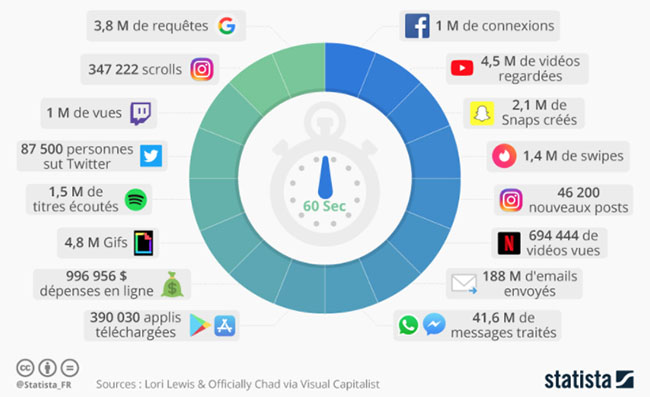 3,8 M de requêtes
1 M de connexions
347 222 scrolls
4,5 M de vidéos
regardées
1 M de vues
2,1 M de
Snaps créés
87 500 personnes
sut Twitter
1,4 M de swipes
1,5 M de
titres écoutés
46 200
nouveaux posts
4,8 M Gifs
694 444 de
vidéos vues
996 956 $
dépenses en ligne
188 M d'emails
envoyés
390 030 applis
téléchargées
41,6 M de
messages traités
60 Sec
@Statista_FR
Sources : Lori Lewis & Officially Chad via Visual Capitalist
statista